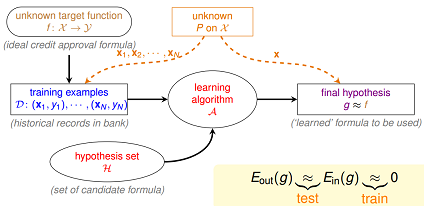 unknown target function
f: 𝒳 → 𝒴
(ideal credit approval formula)
unknown
P on 𝒳
x₁, x₂, ⋯, x_N
x
training examples
𝒟: (x₁, y₁), ⋯, (x_N, y_N)
(historical records in bank)
learning
algorithm
𝒜
final hypothesis
g ≈ f
('learned' formula to be used)
hypothesis set
ℋ
(set of candidate formula)
E_out(g) ≈ E_in(g) ≈ 0
test train